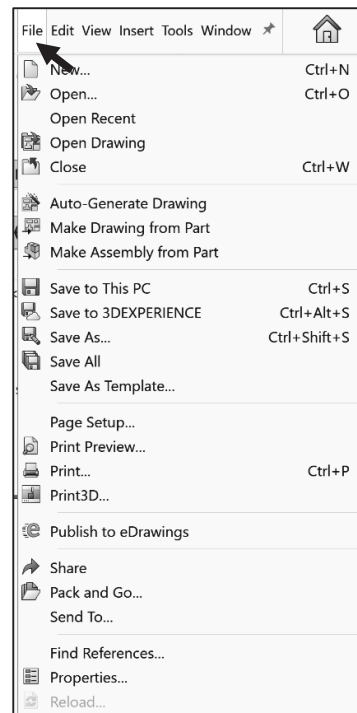 File Edit View Insert Tools Window
New... Ctrl+N
Open... Ctrl+O
Open Recent
Open Drawing
Close Ctrl+W
Auto-Generate Drawing
Make Drawing from Part
Make Assembly from Part
Save to This PC Ctrl+S
Save to 3DEXPERIENCE Ctrl+Alt+S
Save As... Ctrl+Shift+S
Save All
Save As Template...
Page Setup...
Print Preview...
Print... Ctrl+P
Print3D...
Publish to eDrawings
Share
Pack and Go...
Send To...
Find References...
Properties...
Reload...